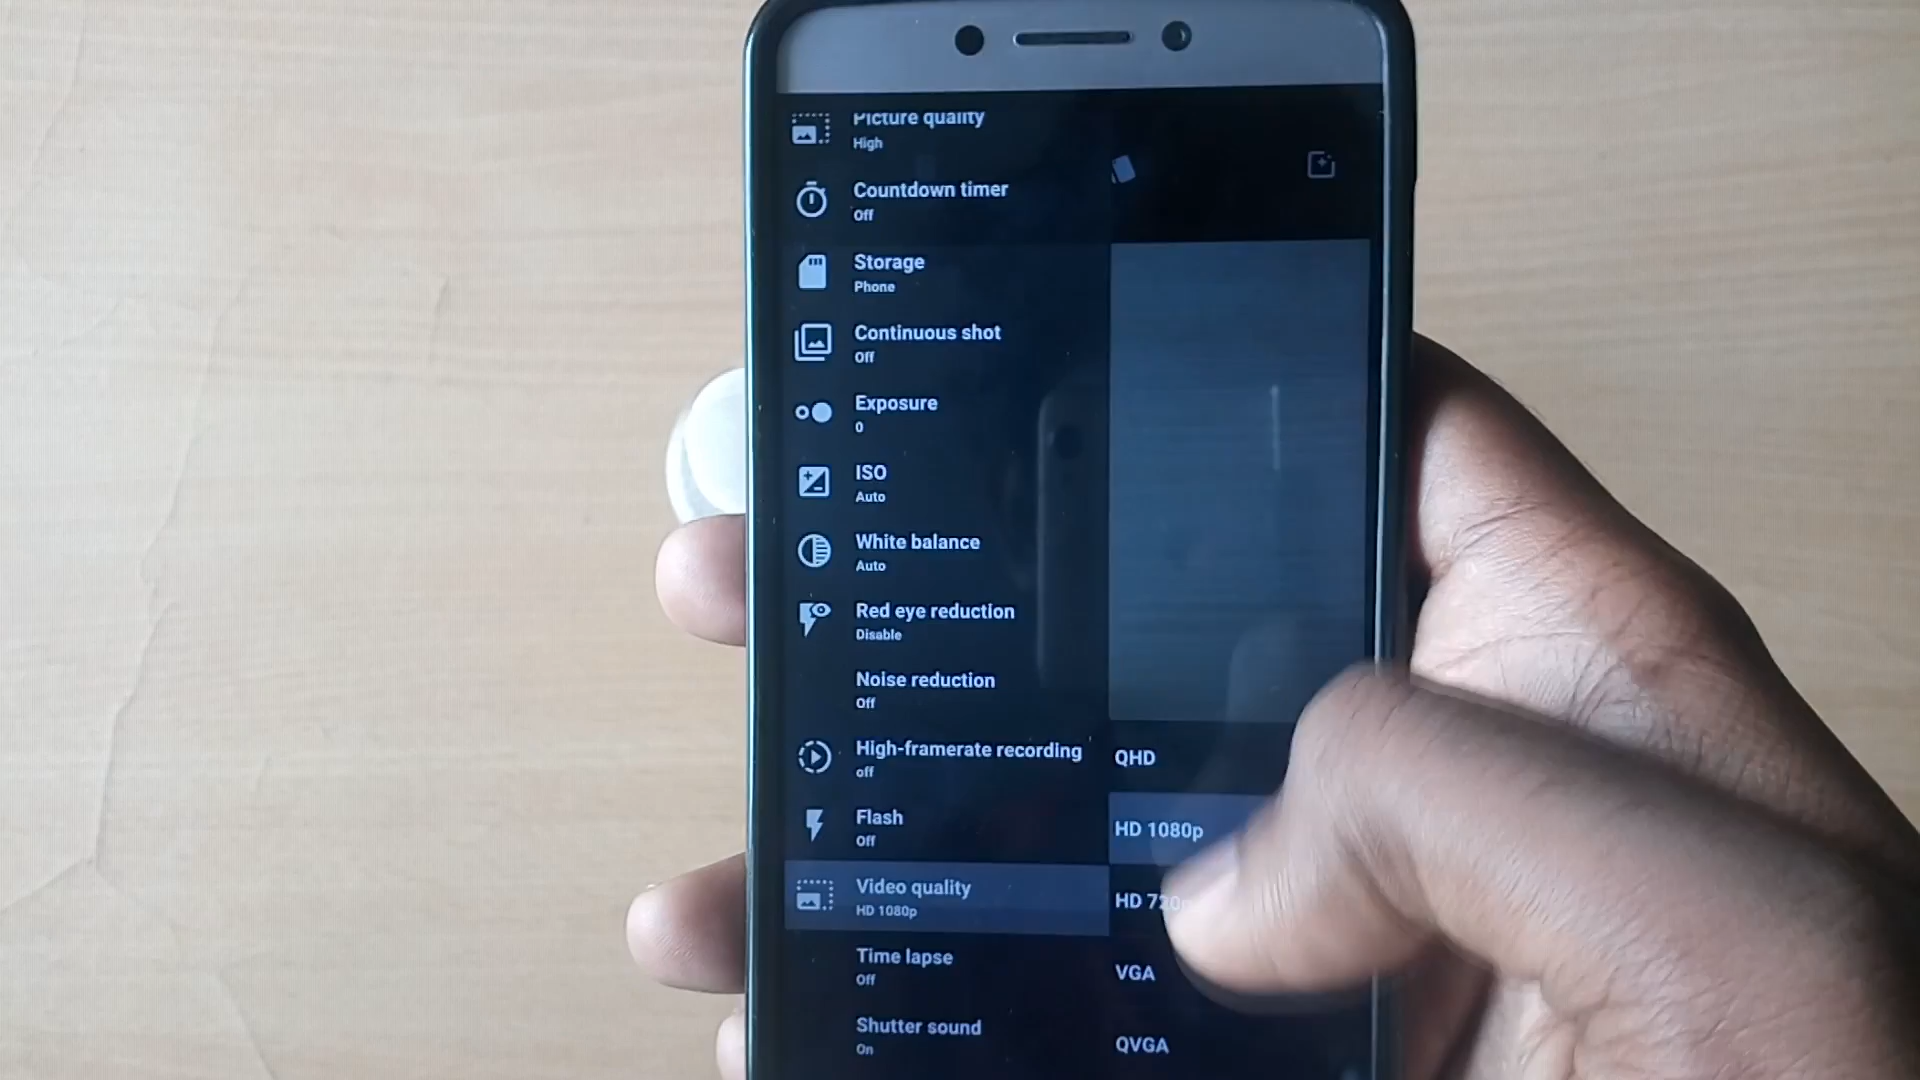 Picture quality
High
Countdown timer
Off
Storage
Phone
Continuous shot
Off
Exposure
0
ISO
Auto
White balance
Auto
Red eye reduction
Disable
Noise reduction
Off
High-framerate recording
off
Flash
Off
Video quality
HD 1080p
Time lapse
Off
Shutter sound
On
QHD
HD 1080p
HD 720p
VGA
QVGA